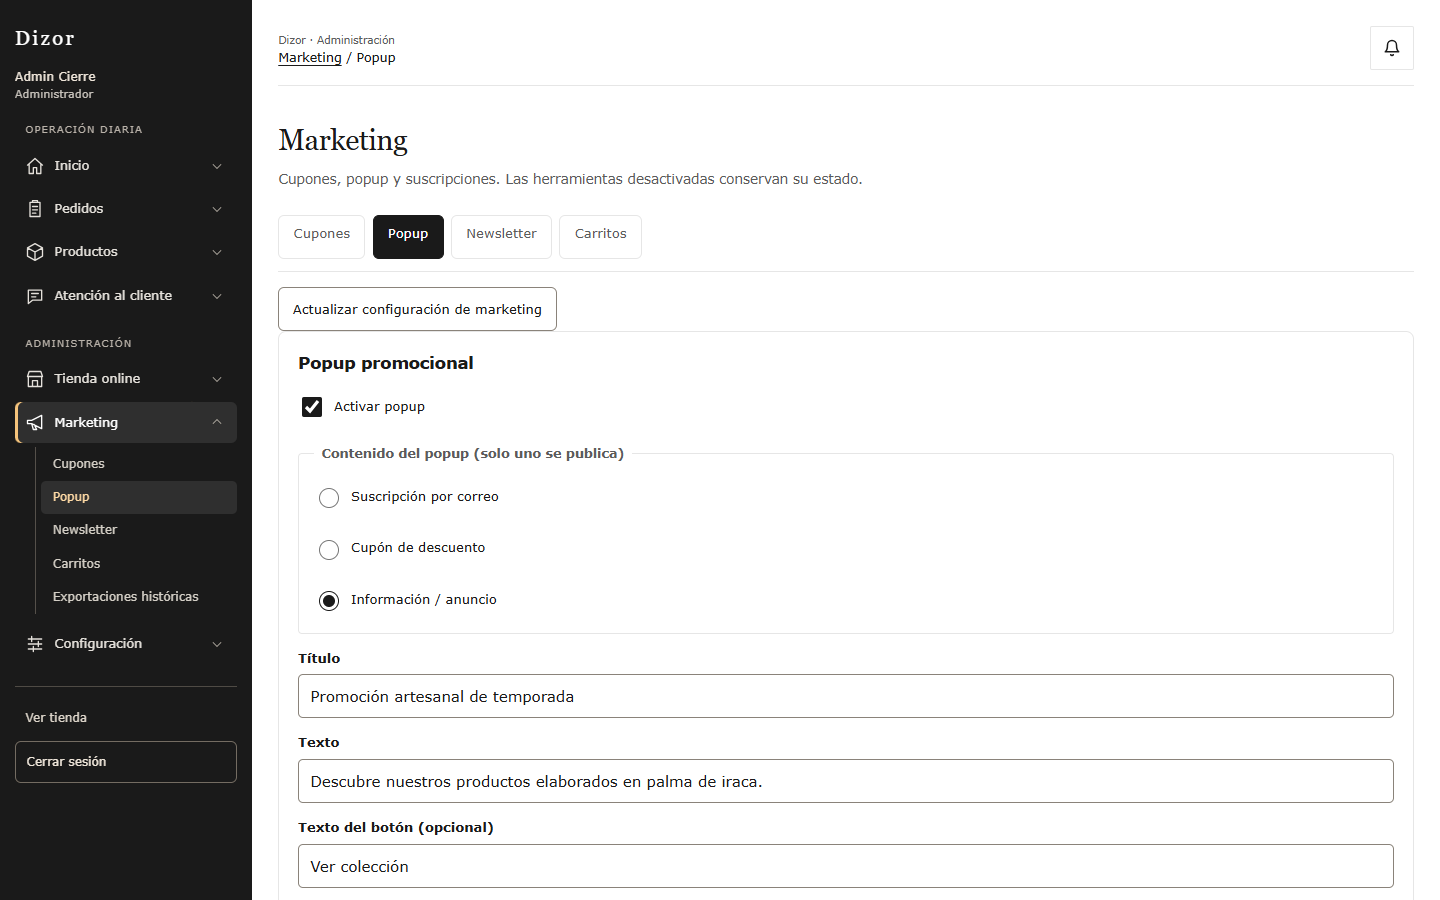 Dizor
Admin Cierre
Administrador
OPERACIÓN DIARIA
Inicio
Pedidos
Productos
Atención al cliente
ADMINISTRACIÓN
Tienda online
Marketing
Cupones
Popup
Newsletter
Carritos
Exportaciones históricas
Configuración
Ver tienda
Cerrar sesión
Dizor · Administración
Marketing / Popup
Marketing
Cupones, popup y suscripciones. Las herramientas desactivadas conservan su estado.
Cupones Popup Newsletter Carritos
Actualizar configuración de marketing
Popup promocional
Activar popup
Contenido del popup (solo uno se publica)
Suscripción por correo
Cupón de descuento
Información / anuncio
Título
Promoción artesanal de temporada
Texto
Descubre nuestros productos elaborados en palma de iraca.
Texto del botón (opcional)
Ver colección